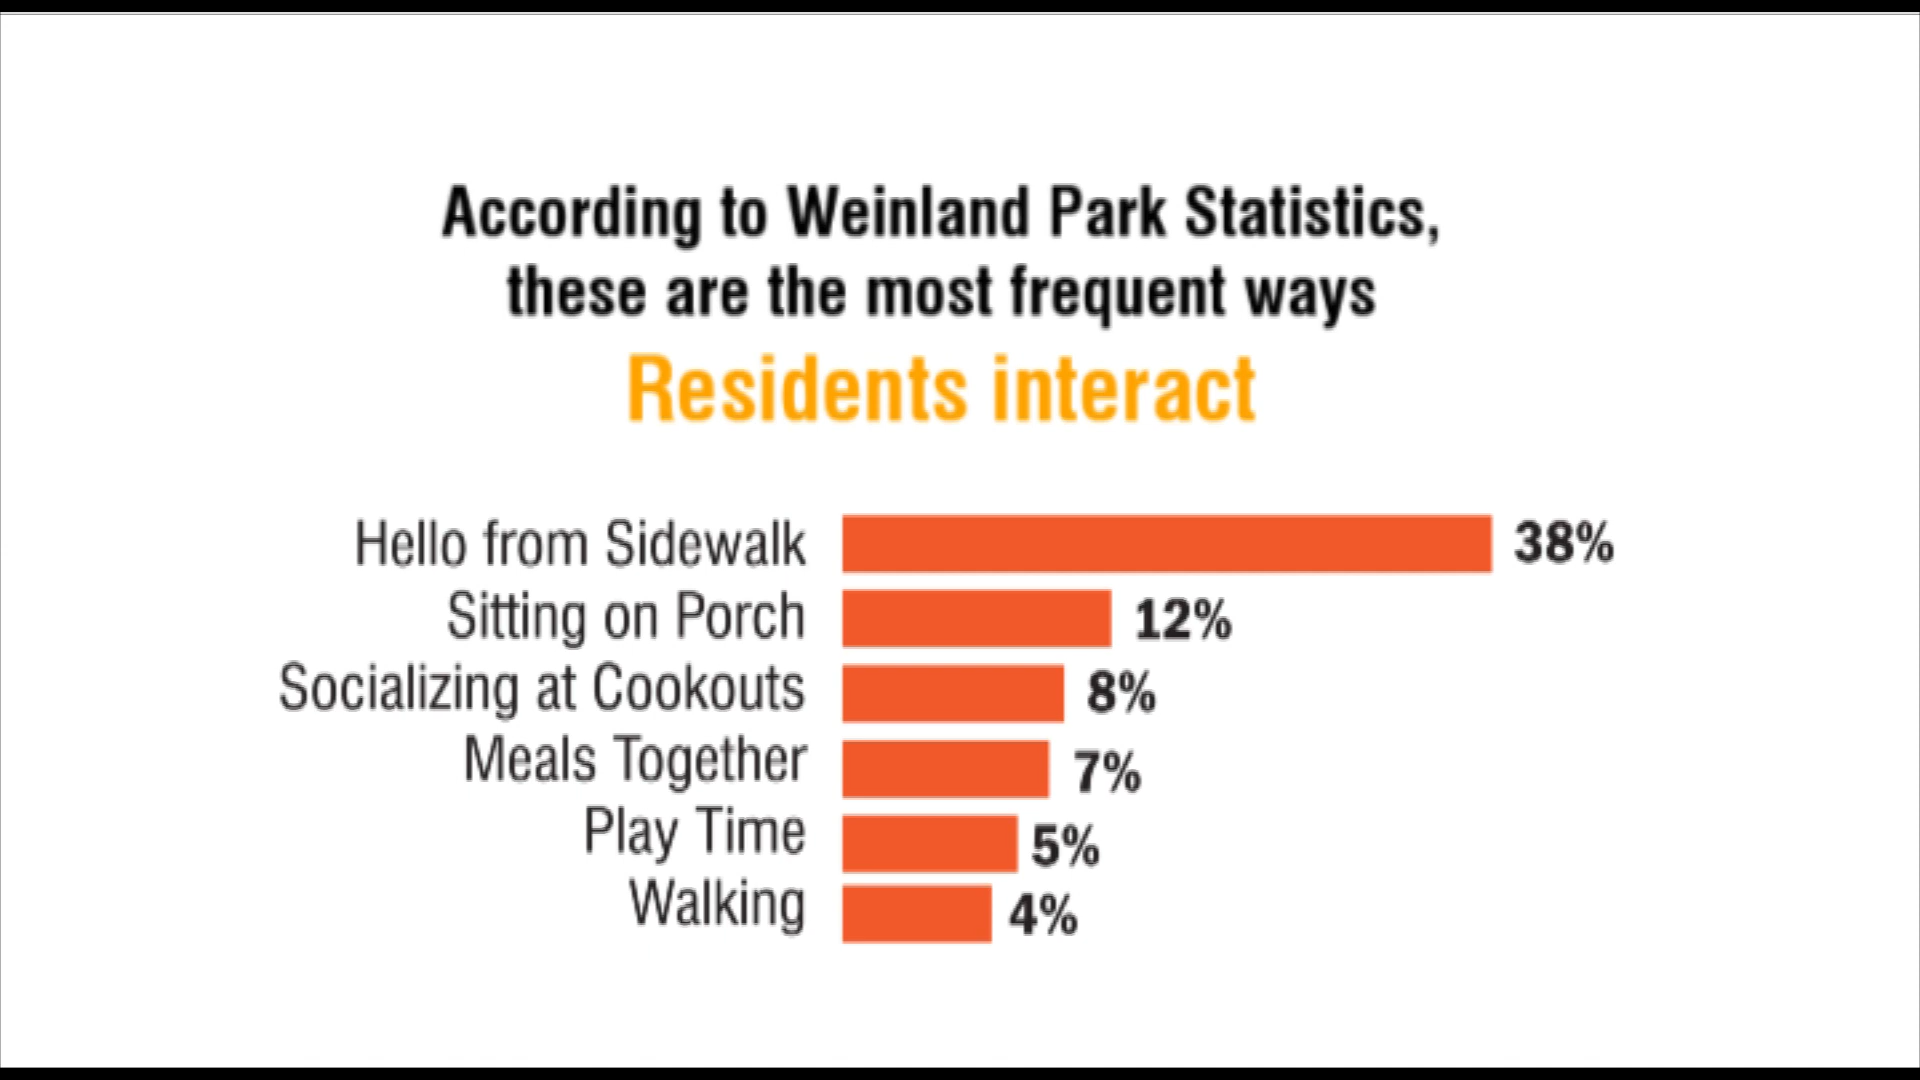 According to Weinland Park Statistics,
these are the most frequent ways
Residents interact
Hello from Sidewalk 38%
Sitting on Porch 12%
Socializing at Cookouts 8%
Meals Together 7%
Play Time 5%
Walking 4%